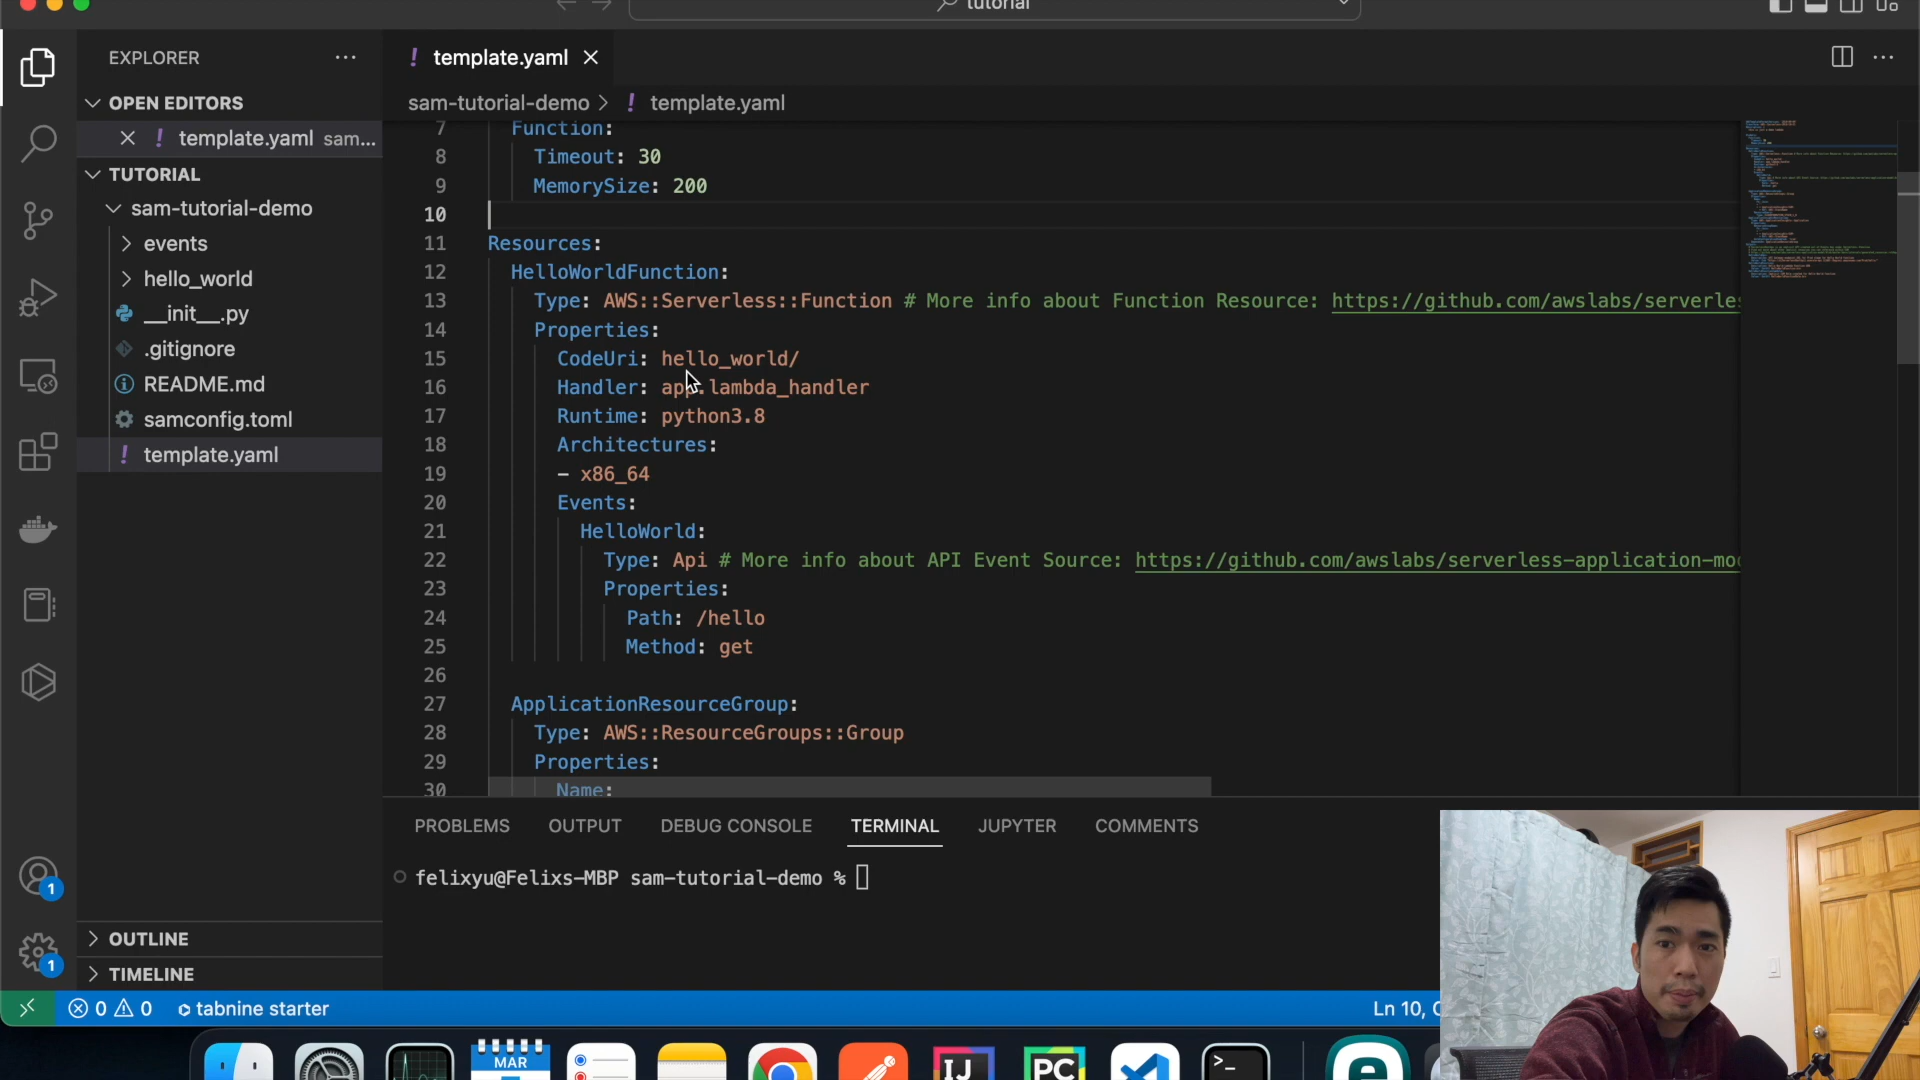 tutorial
EXPLORER
OPEN EDITORS
template.yaml sam...
TUTORIAL
sam-tutorial-demo
events
hello_world
__init__.py
.gitignore
README.md
samconfig.toml
template.yaml
OUTLINE
TIMELINE
template.yaml
sam-tutorial-demo > template.yaml
7 Function:
8 Timeout: 30
9 MemorySize: 200
10
11 Resources:
12 HelloWorldFunction:
13 Type: AWS::Serverless::Function # More info about Function Resource: https://github.com/awslabs/serverles
14 Properties:
15 CodeUri: hello_world/
16 Handler: app.lambda_handler
17 Runtime: python3.8
18 Architectures:
19 - x86_64
20 Events:
21 HelloWorld:
22 Type: Api # More info about API Event Source: https://github.com/awslabs/serverless-application-mo
23 Properties:
24 Path: /hello
25 Method: get
26
27 ApplicationResourceGroup:
28 Type: AWS::ResourceGroups::Group
29 Properties:
30 Name:
PROBLEMS OUTPUT DEBUG CONSOLE TERMINAL JUPYTER COMMENTS
felixyu@Felixs-MBP sam-tutorial-demo %
1
1
0 0 tabnine starter
Ln 10, C
MAR
IJ
PC
>_